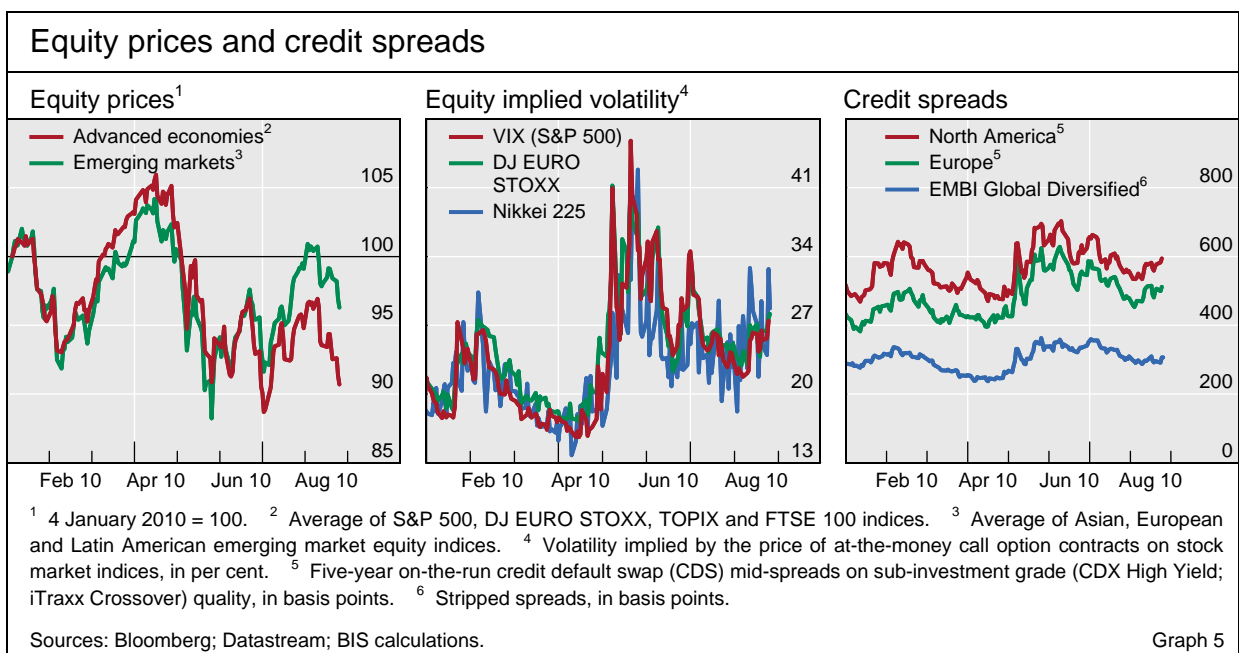 Equity prices and credit spreads
Equity prices1
Advanced economies2
Emerging markets3
105
100
95
90
85
Feb 10 Apr 10 Jun 10 Aug 10
Equity implied volatility4
VIX (S&P 500)
DJ EURO
STOXX
Nikkei 225
41
34
27
20
13
Feb 10 Apr 10 Jun 10 Aug 10
Credit spreads
North America5
Europe5
EMBI Global Diversified6
800
600
400
200
0
Feb 10 Apr 10 Jun 10 Aug 10
1 4 January 2010 = 100. 2 Average of S&P 500, DJ EURO STOXX, TOPIX and FTSE 100 indices. 3 Average of Asian, European
and Latin American emerging market equity indices. 4 Volatility implied by the price of at-the-money call option contracts on stock
market indices, in per cent. 5 Five-year on-the-run credit default swap (CDS) mid-spreads on sub-investment grade (CDX High Yield;
iTraxx Crossover) quality, in basis points. 6 Stripped spreads, in basis points.
Sources: Bloomberg; Datastream; BIS calculations. Graph 5